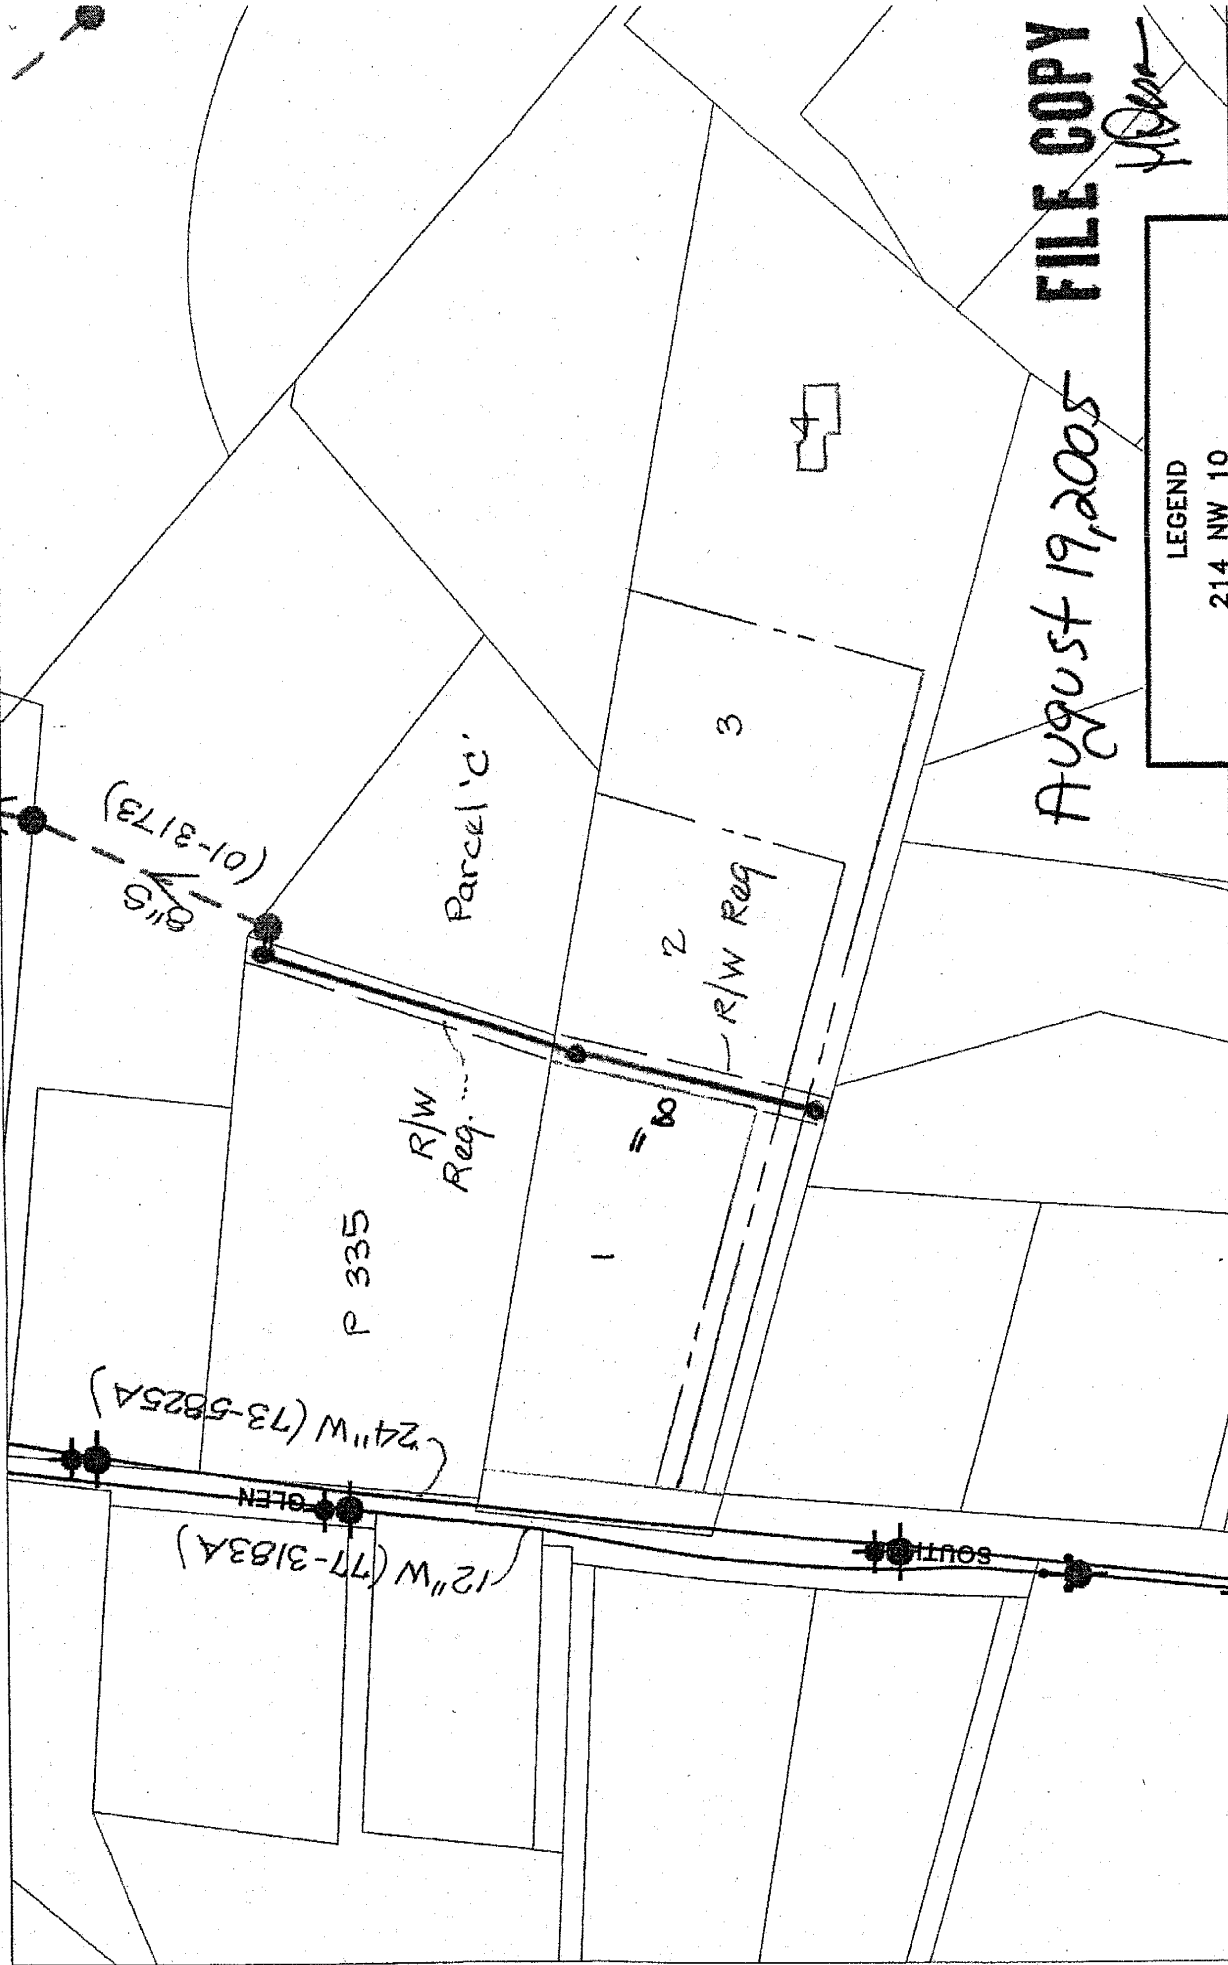 FILE COPY
August 19, 2005
LEGEND
214 NW 10
(01-3173)
8"S
Parcel 'C'
R/W
Req.
P 335
4
3
2
R/W Req
8"
1
24"W (73-5825A)
GLEN
12"W (77-3183A)
SOUTH